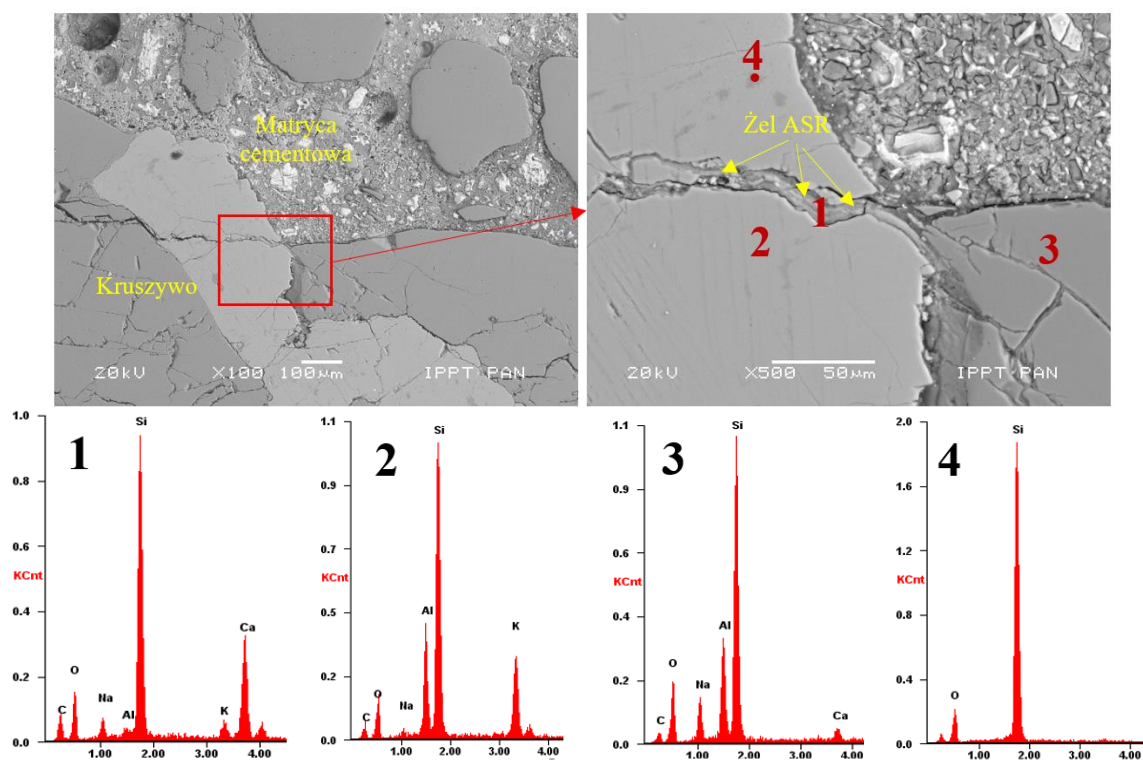 Matryca
cementowa
Kruszywo
20kV X100 100µm IPPT PAN
4
Żel ASR
1
2
3
20kV X500 50µm IPPT PAN
1
1.0
0.8
0.6
KCnt
0.4
0.2
0.0
C
O
Na
Al
Si
K
Ca
1.00 2.00 3.00 4.00
2
1.1
0.9
0.7
KCnt
0.5
0.2
0.0
C
O
Na
Al
Si
K
1.00 2.00 3.00 4.00
3
1.1
0.9
0.6
KCnt
0.4
0.2
0.0
C
O
Na
Al
Si
Ca
1.00 2.00 3.00 4.00
4
2.0
1.6
1.2
KCnt
2.0
0.4
0.0
O
Si
1.00 2.00 3.00 4.00